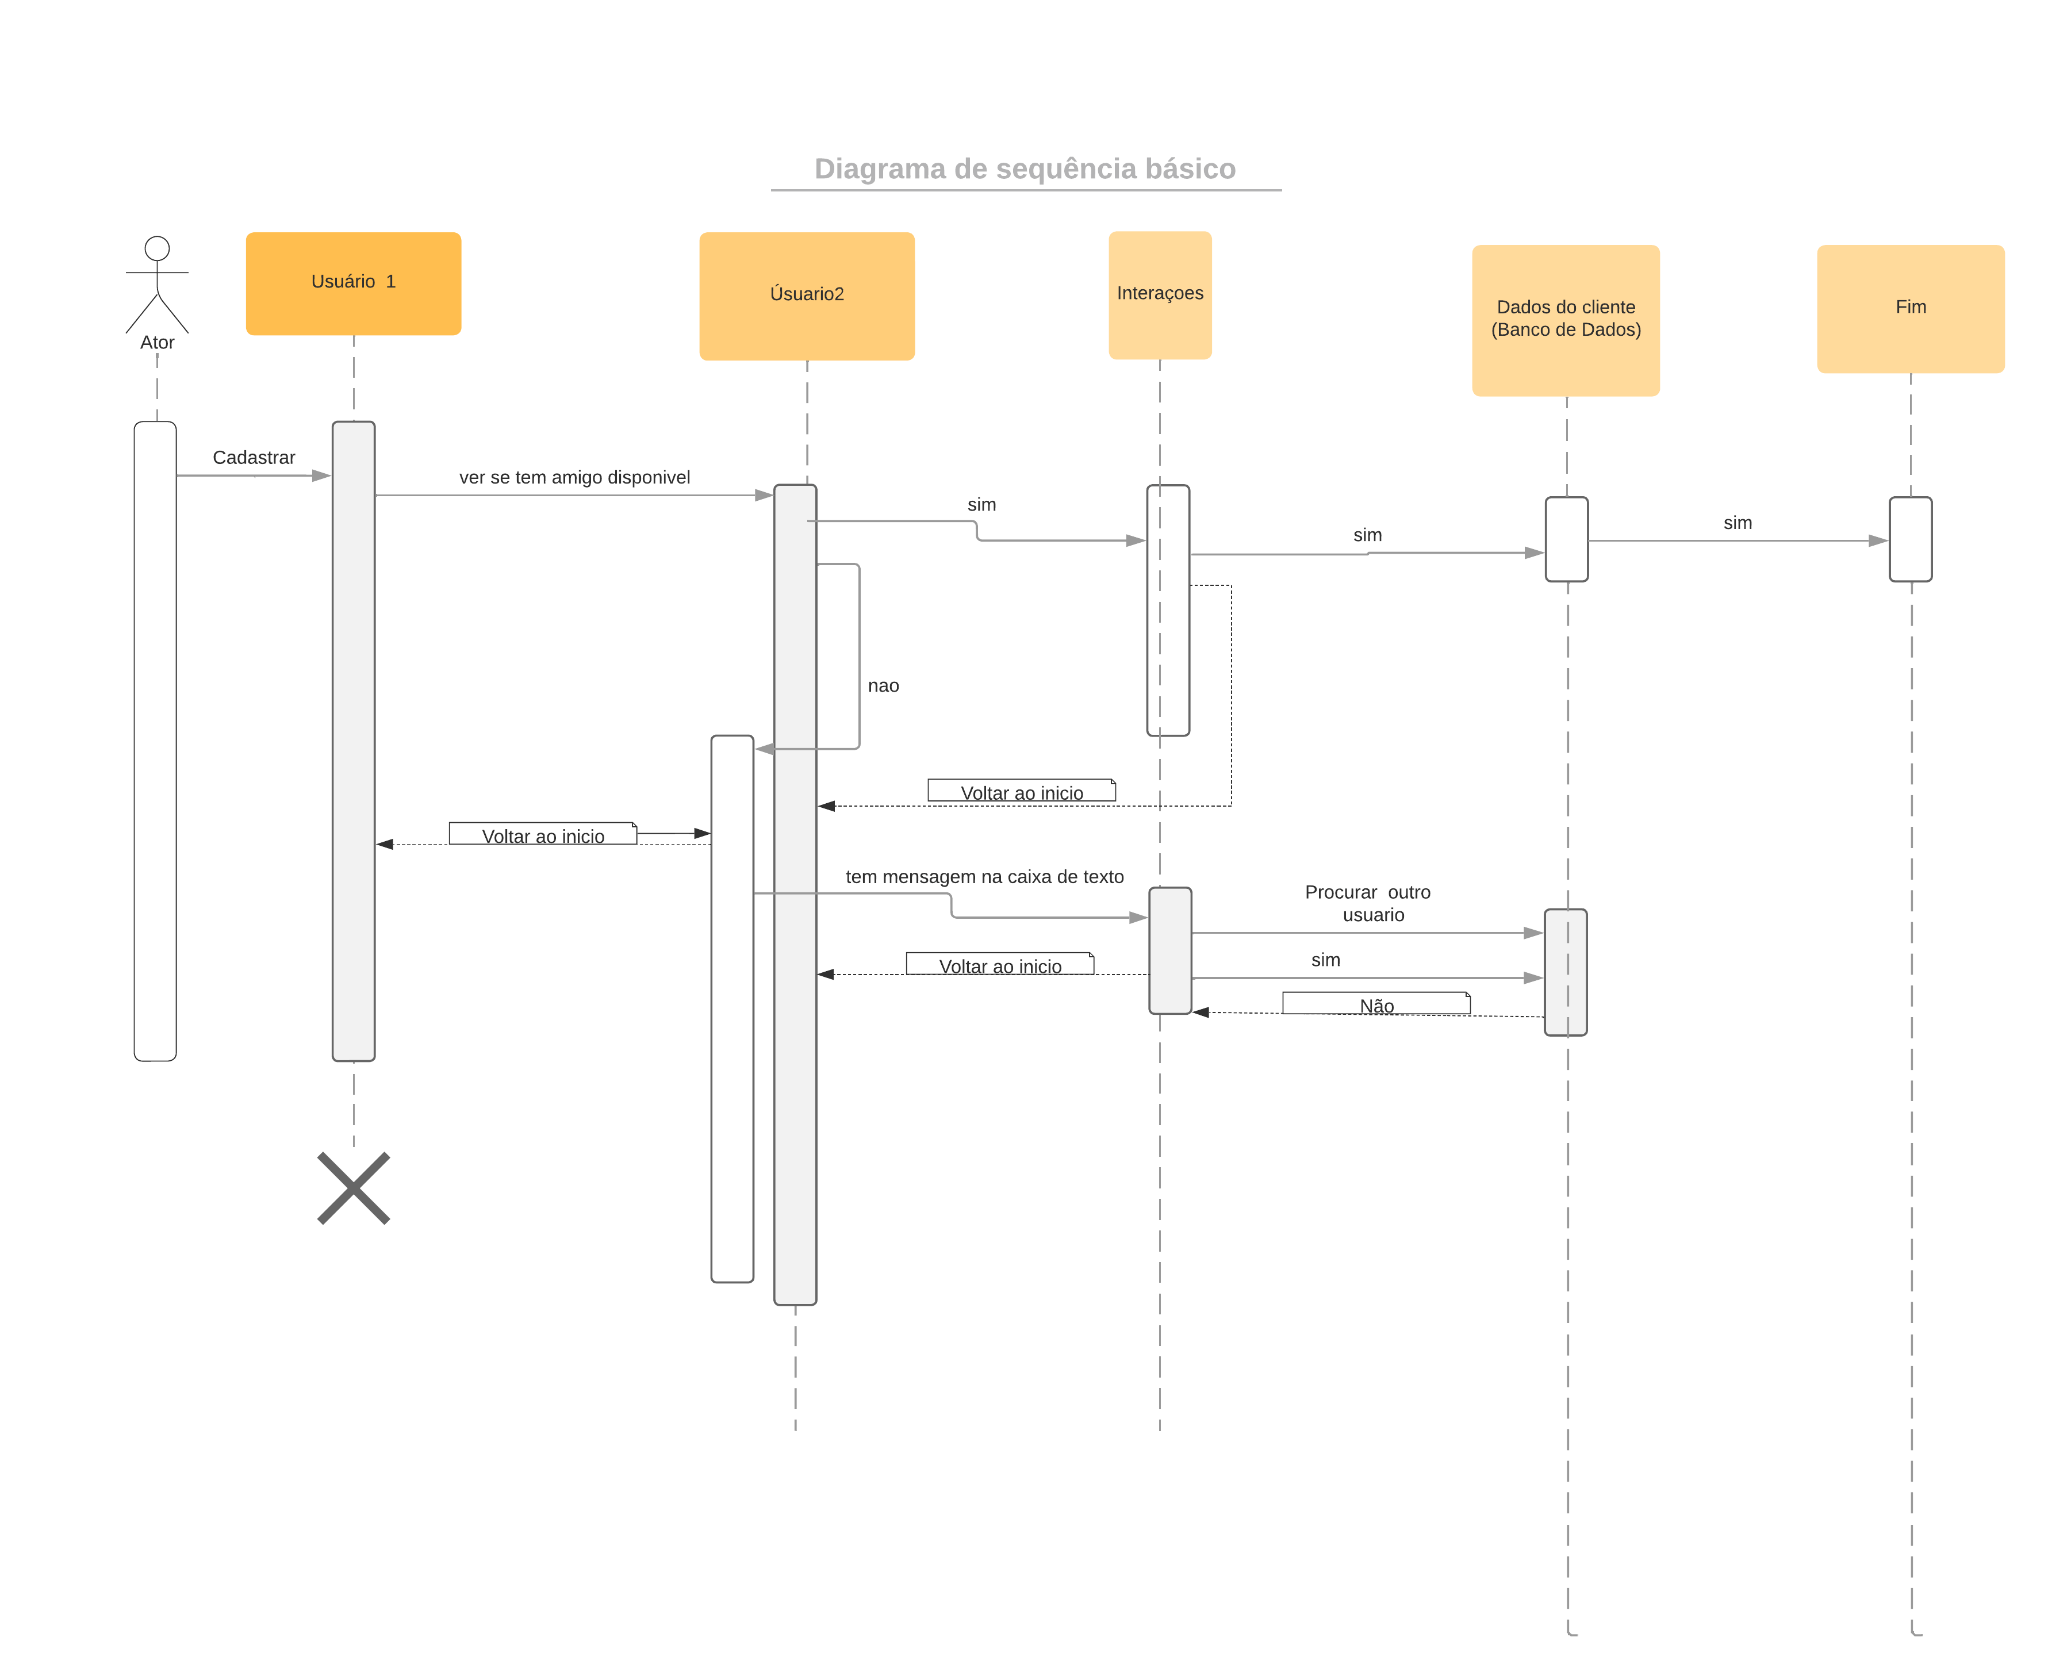 Diagrama de sequência básico
Ator
Usuário  1
Úsuario2
Interaçoes
Dados do cliente
(Banco de Dados)
Fim
Cadastrar
ver se tem amigo disponivel
sim
sim
sim
nao
Voltar ao inicio
Voltar ao inicio
tem mensagem na caixa de texto
Procurar  outro
usuario
Voltar ao inicio
sim
Não